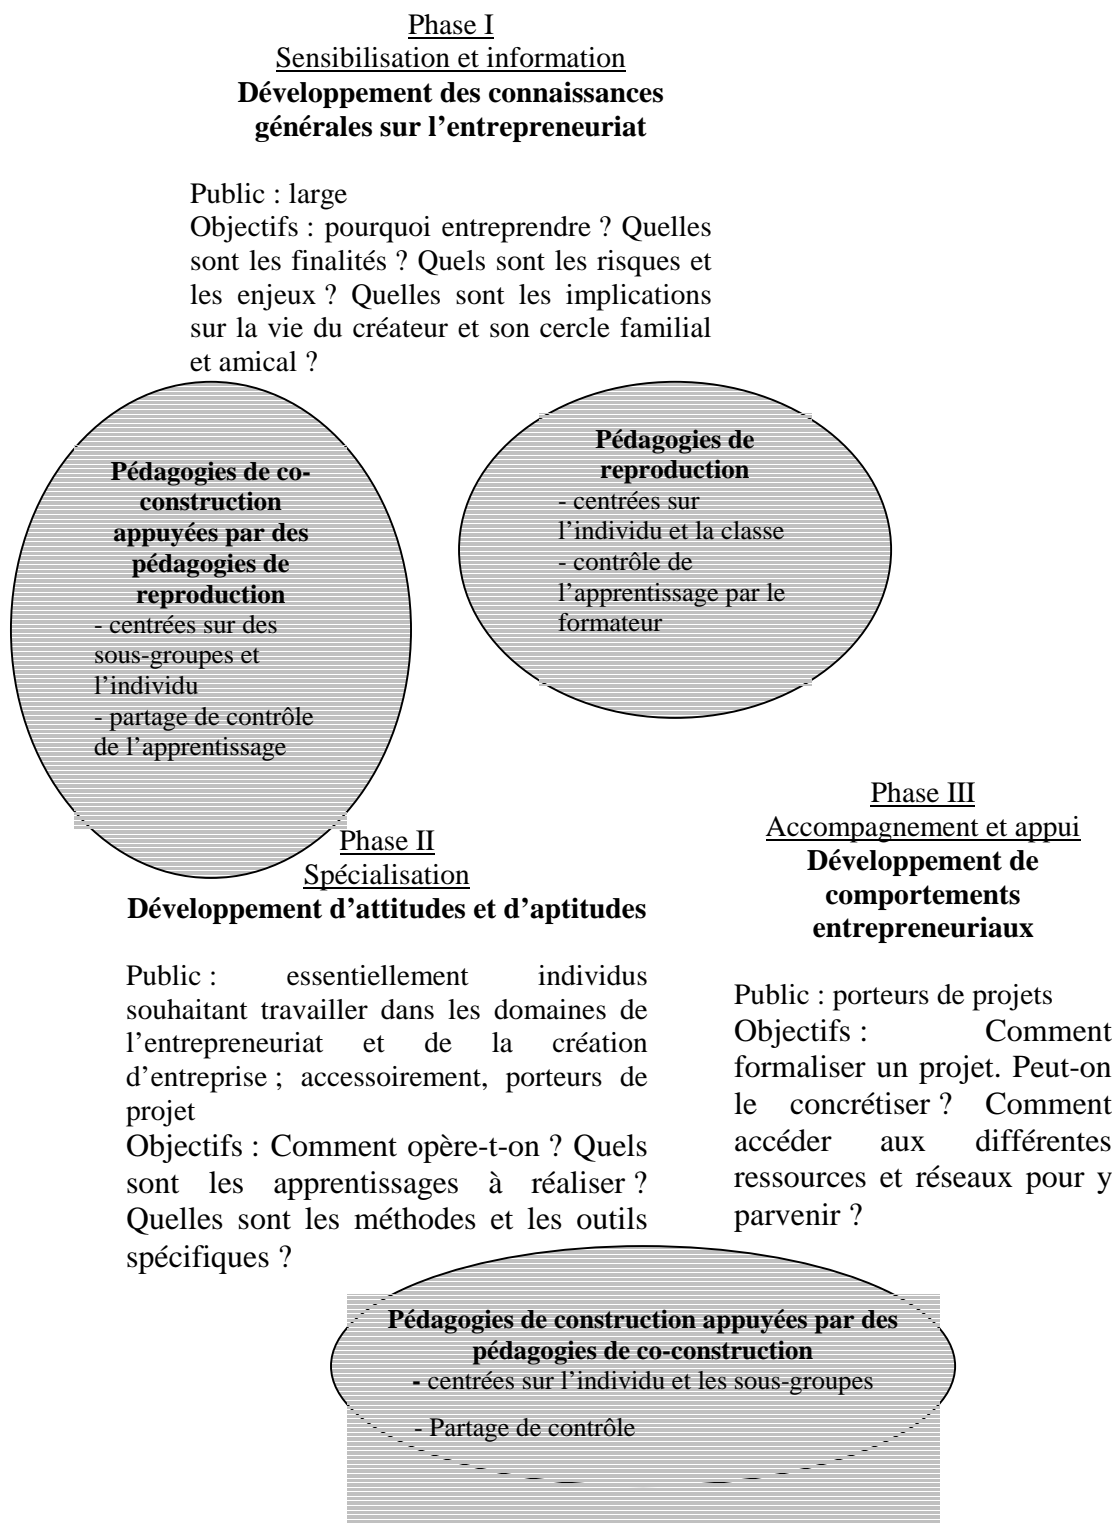 Phase I
Sensibilisation et information
Développement des connaissances
générales sur l’entrepreneuriat
Public : large
Objectifs : pourquoi entreprendre ? Quelles
sont les finalités ? Quels sont les risques et
les enjeux ? Quelles sont les implications
sur la vie du créateur et son cercle familial
et amical ?
Pédagogies de co-
construction
appuyées par des
pédagogies de
reproduction
- centrées sur des
sous-groupes et
l’individu
- partage de contrôle
de l’apprentissage
Pédagogies de
reproduction
- centrées sur
l’individu et la classe
- contrôle de
l’apprentissage par le
formateur
Phase II
Spécialisation
Développement d’attitudes et d’aptitudes
Public : essentiellement individus
souhaitant travailler dans les domaines de
l’entrepreneuriat et de la création
d’entreprise ; accessoirement, porteurs de
projet
Objectifs : Comment opère-t-on ? Quels
sont les apprentissages à réaliser ?
Quelles sont les méthodes et les outils
spécifiques ?
Phase III
Accompagnement et appui
Développement de
comportements
entrepreneuriaux
Public : porteurs de projets
Objectifs : Comment
formaliser un projet. Peut-on
le concrétiser ? Comment
accéder aux différentes
ressources et réseaux pour y
parvenir ?
Pédagogies de construction appuyées par des
pédagogies de co-construction
- centrées sur l’individu et les sous-groupes
- Partage de contrôle